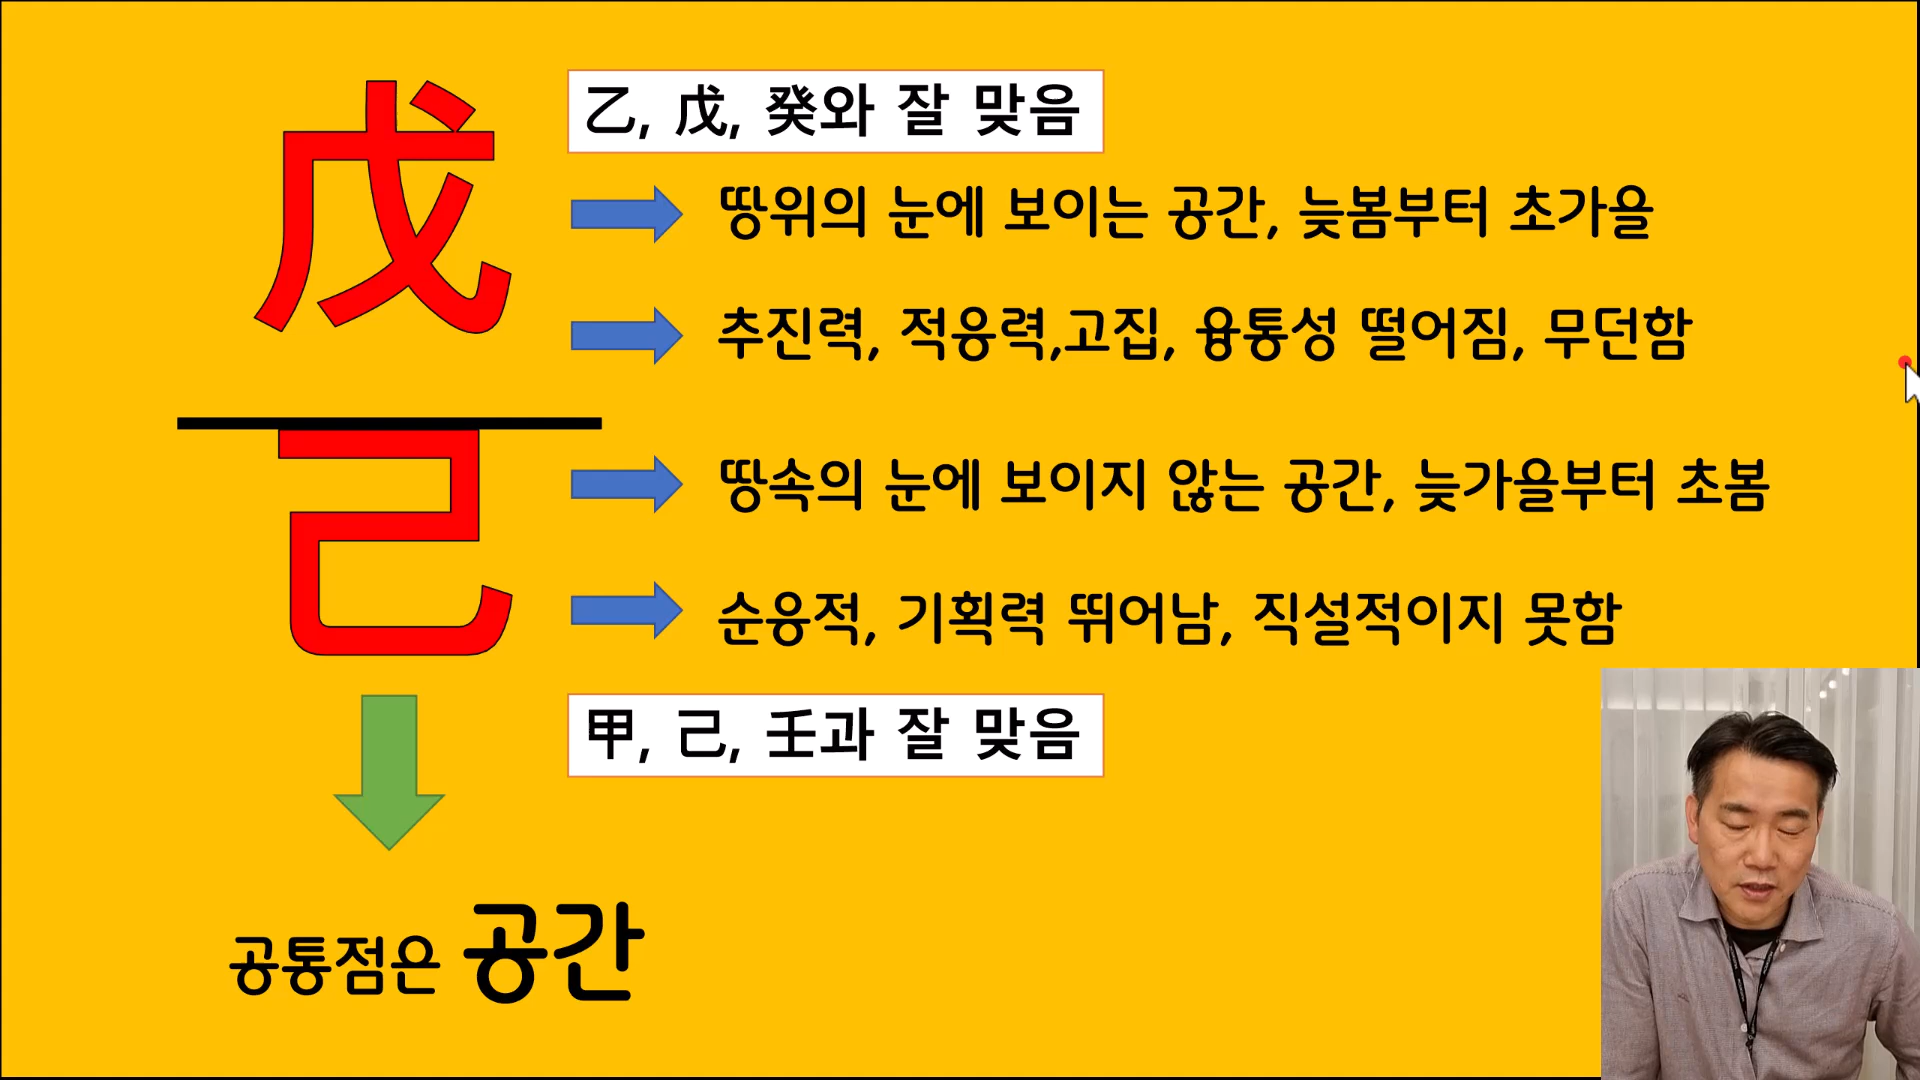 戊
乙, 戊, 癸와 잘 맞음
땅위의 눈에 보이는 공간, 늦봄부터 초가을
추진력, 적응력,고집, 융통성 떨어짐, 무던함
己
땅속의 눈에 보이지 않는 공간, 늦가을부터 초봄
순응적, 기획력 뛰어남, 직설적이지 못함
甲, 己, 壬과 잘 맞음
공통점은 공간